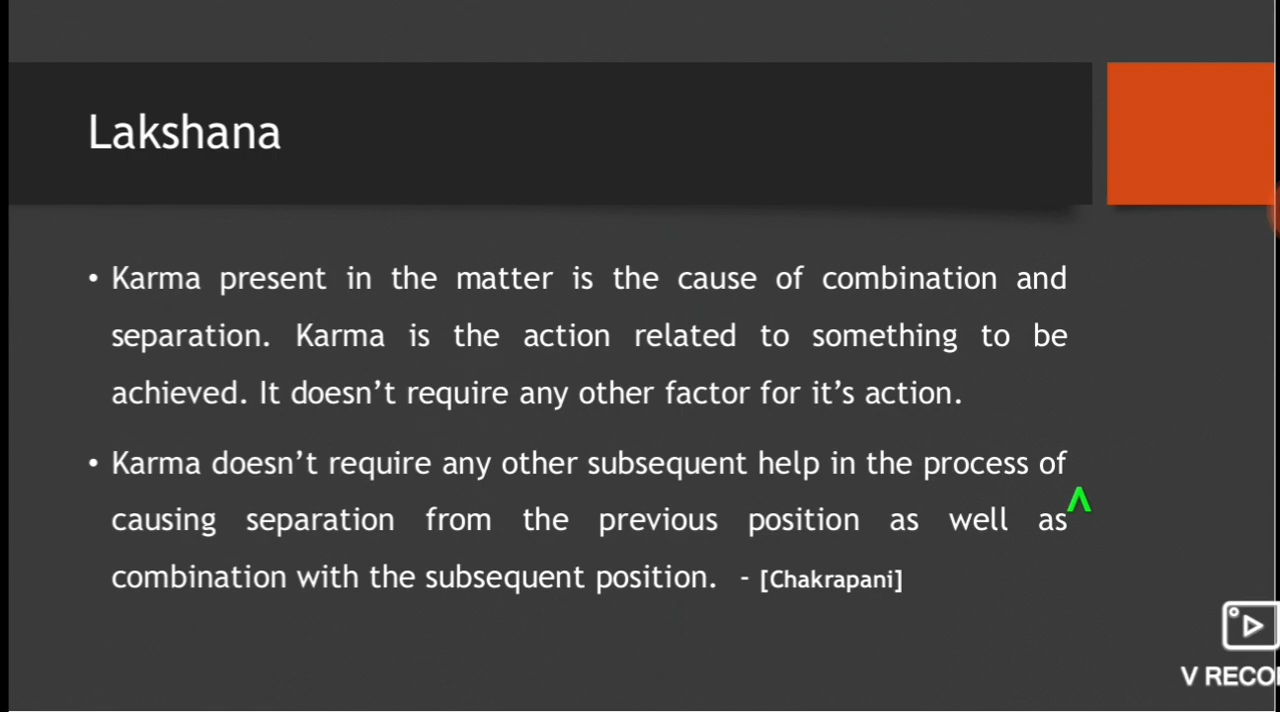 Lakshana
• Karma present in the matter is the cause of combination and
separation. Karma is the action related to something to be
achieved. It doesn't require any other factor for it's action.
• Karma doesn't require any other subsequent help in the process of
causing separation from the previous position as well as
combination with the subsequent position. - [Chakrapani]
V RECO